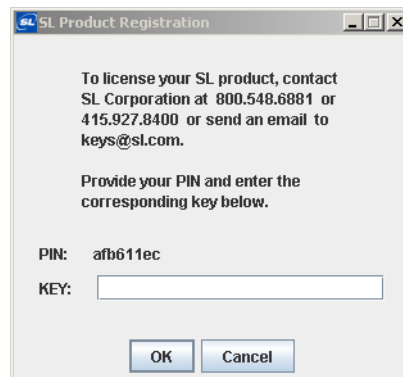 SL SL Product Registration
To license your SL product, contact
SL Corporation at 800.548.6881 or
415.927.8400 or send an email to
keys@sl.com.
Provide your PIN and enter the
corresponding key below.
PIN: afb611ec
KEY:
OK Cancel